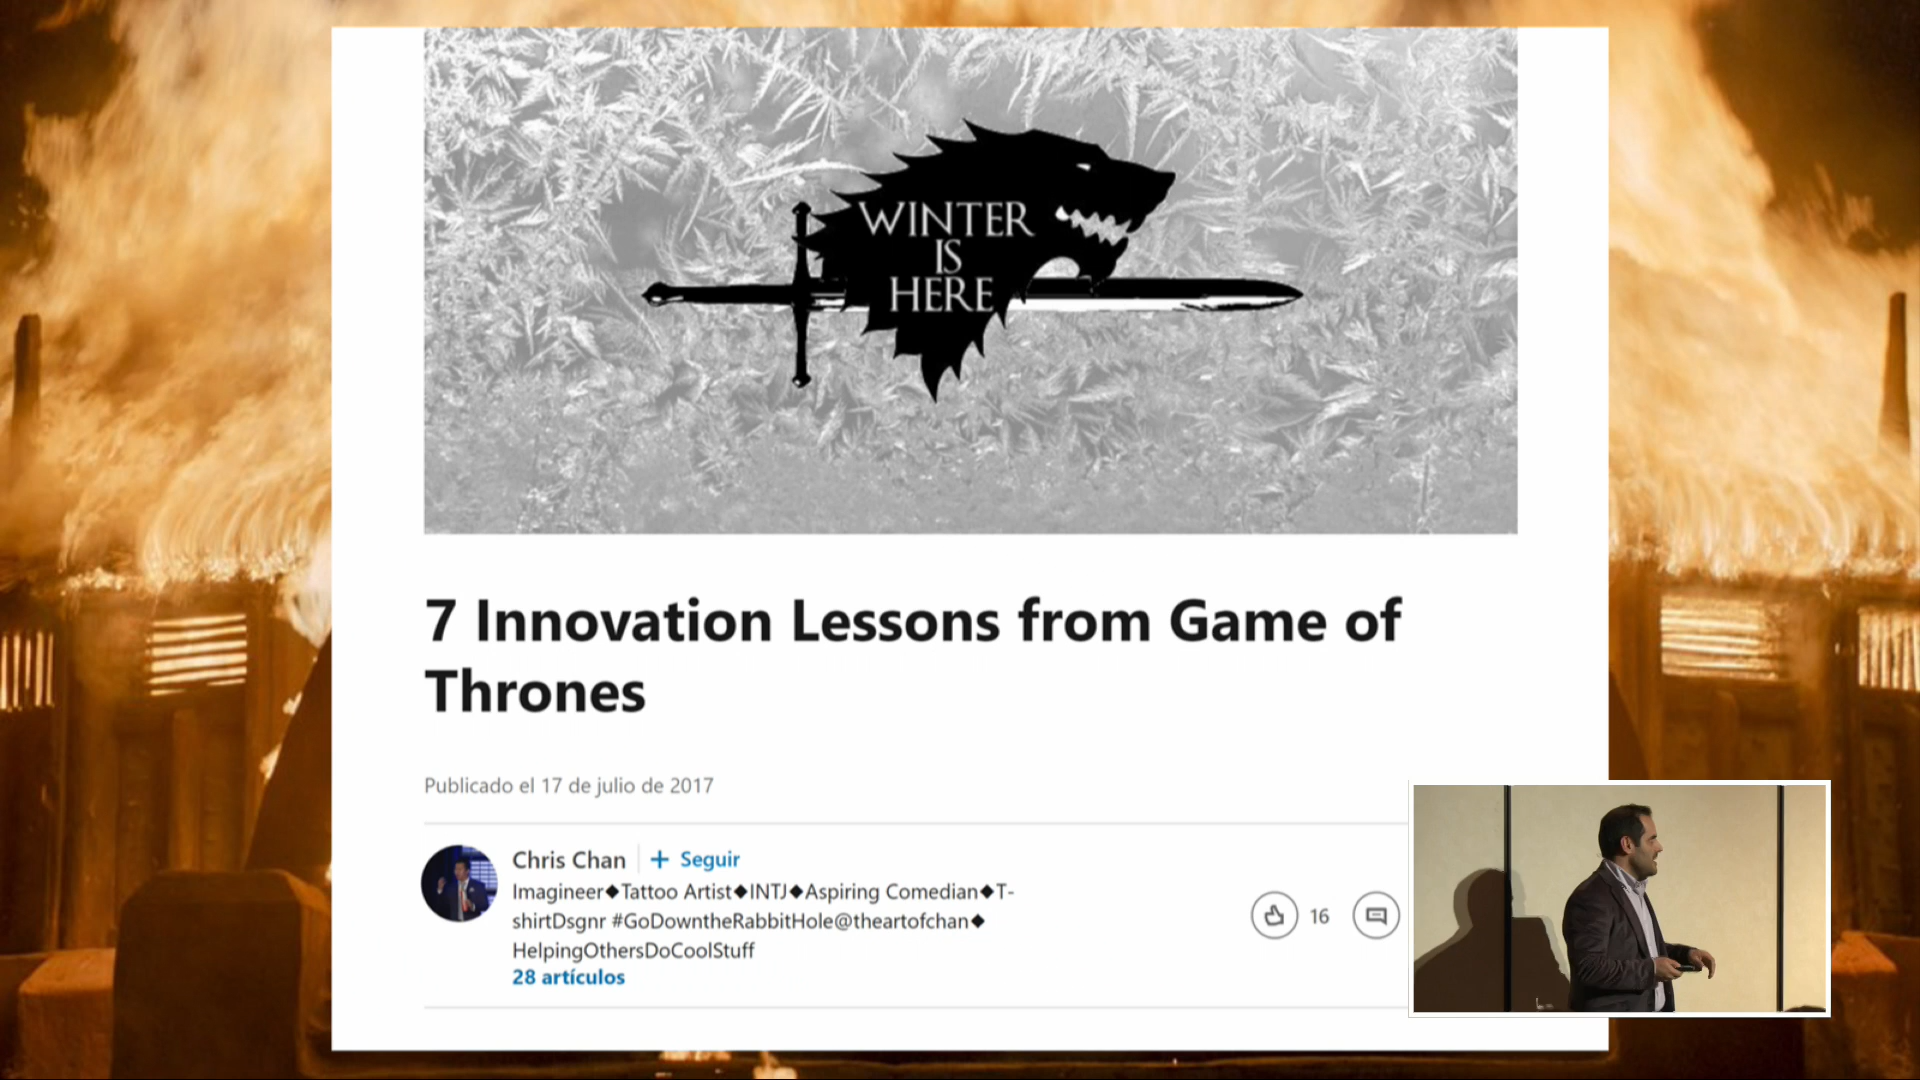 WINTER
IS
HERE
7 Innovation Lessons from Game of
Thrones
Publicado el 17 de julio de 2017
Chris Chan + Seguir
Imagineer◆Tattoo Artist◆INTJ◆Aspiring Comedian◆T-
shirtDsgnr #GoDowntheRabbitHole@theartofchan◆
HelpingOthersDoCoolStuff
28 artículos
16